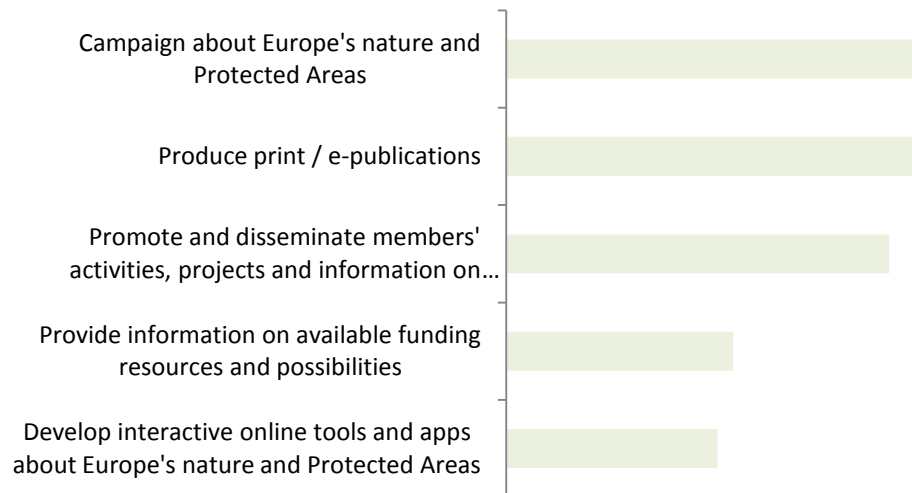 Campaign about Europe's nature and
Protected Areas
Produce print / e-publications
Promote and disseminate members'
activities, projects and information on…
Provide information on available funding
resources and possibilities
Develop interactive online tools and apps
about Europe's nature and Protected Areas